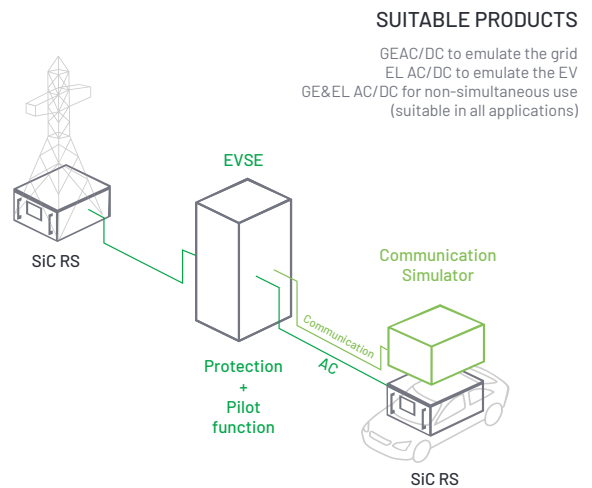 SUITABLE PRODUCTS
GEAC/DC to emulate the grid
EL AC/DC to emulate the EV
GE&EL AC/DC for non-simultaneous use
(suitable in all applications)
EVSE
SiC RS
Communication
Simulator
Communication
AC
Protection
+
Pilot
function
SiC RS